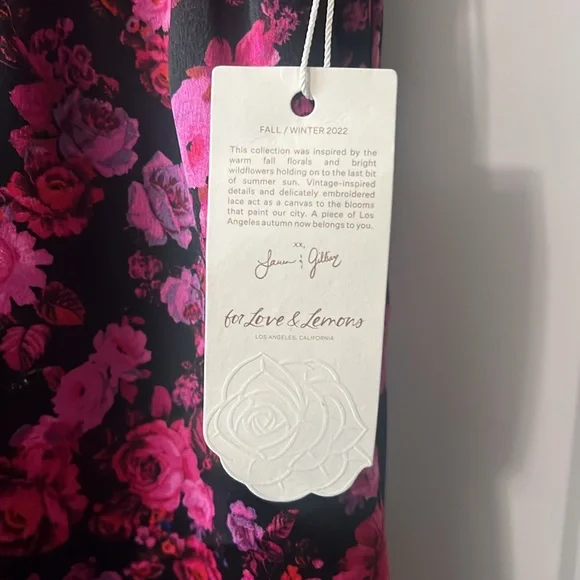 FALL / WINTER 2022
This collection was inspired by the
warm fall florals and bright
wildflowers holding on to the last bit
of summer sun. Vintage-inspired
details and delicately embroidered
lace act as a canvas to the blooms
that paint our city. A piece of Los
Angeles autumn now belongs to you.
xx,
for Love & Lemons
LOS ANGELES, CALIFORNIA